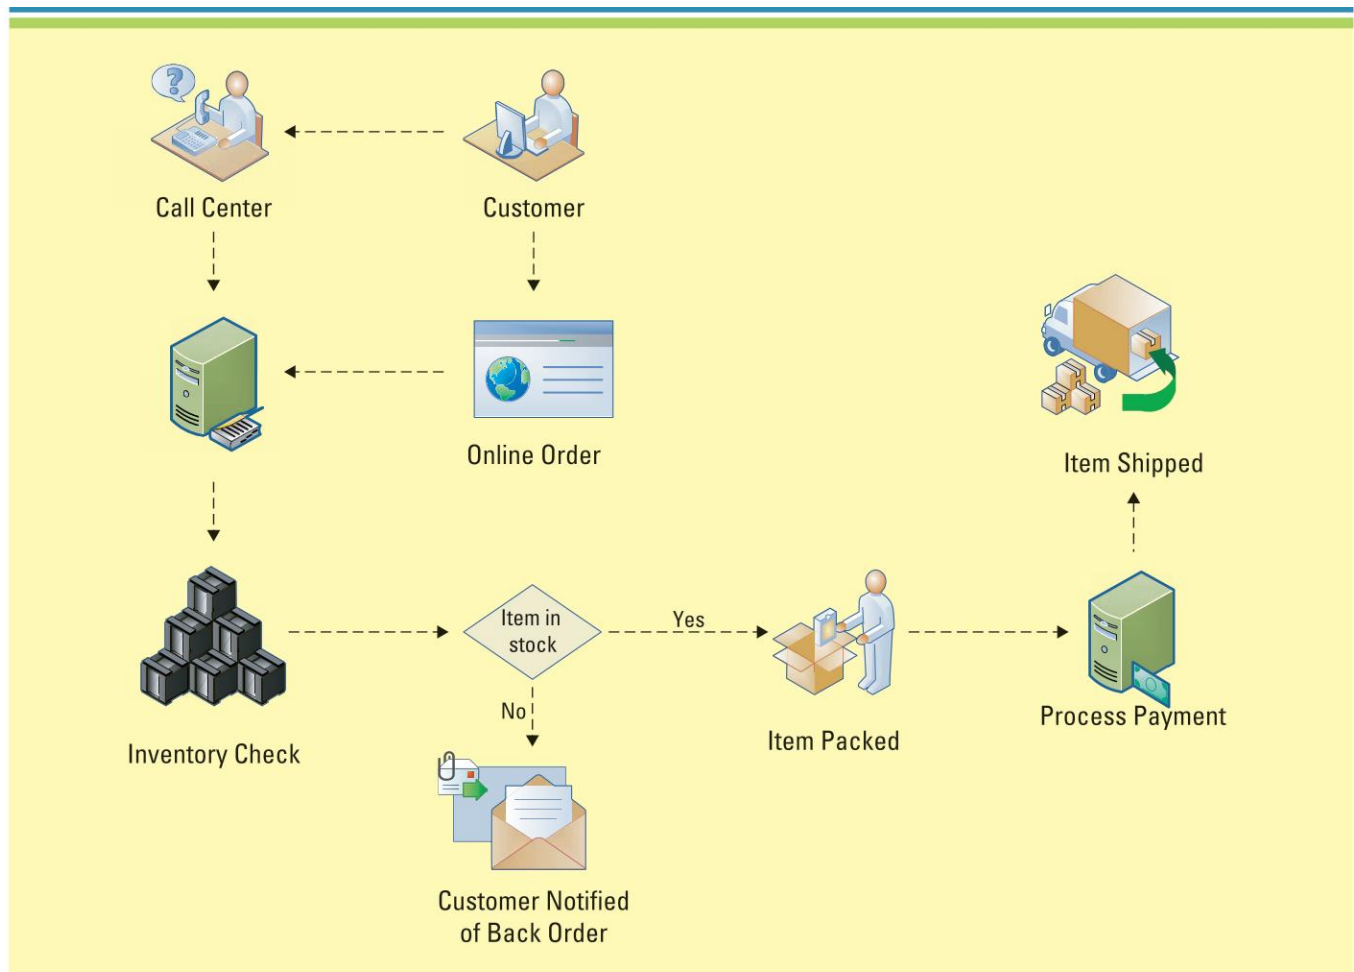 Call Center
Customer
Online Order
Item Shipped
Item in
stock
Yes
No
Inventory Check
Item Packed
Process Payment
Customer Notified
of Back Order